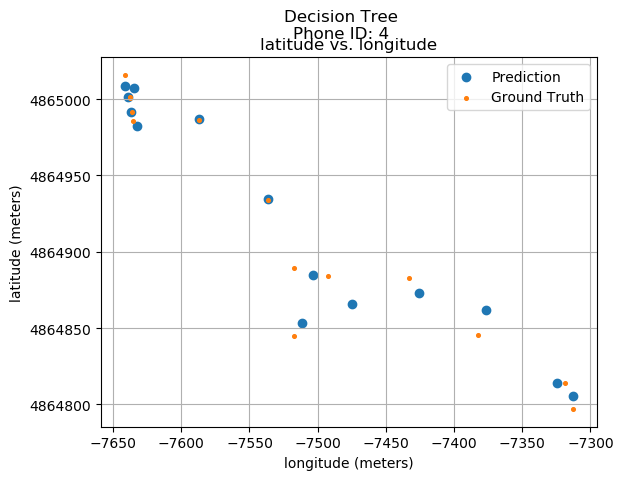 Decision Tree
Phone ID: 4
latitude vs. longitude
Prediction
Ground Truth
4865000
4864950
4864900
4864850
4864800
latitude (meters)
−7650 −7600 −7550 −7500 −7450 −7400 −7350 −7300
longitude (meters)